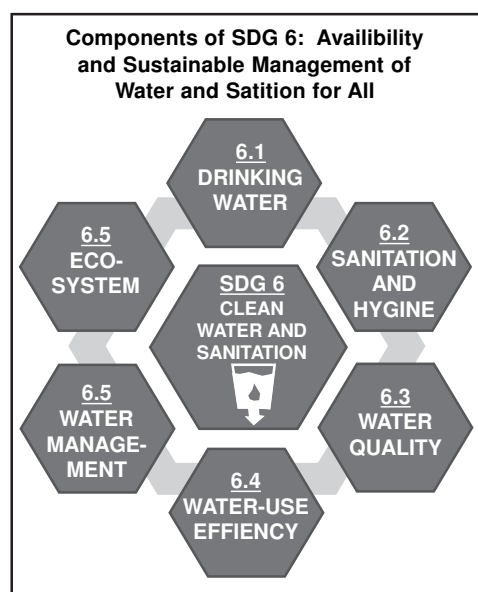 Components of SDG 6: Availibility
and Sustainable Management of
Water and Satition for All
6.1
DRINKING
WATER
6.2
SANITATION
AND
HYGINE
6.3
WATER
QUALITY
6.4
WATER-USE
EFFIENCY
6.5
WATER
MANAGE-
MENT
6.5
ECO-
SYSTEM
SDG 6
CLEAN
WATER AND
SANITATION